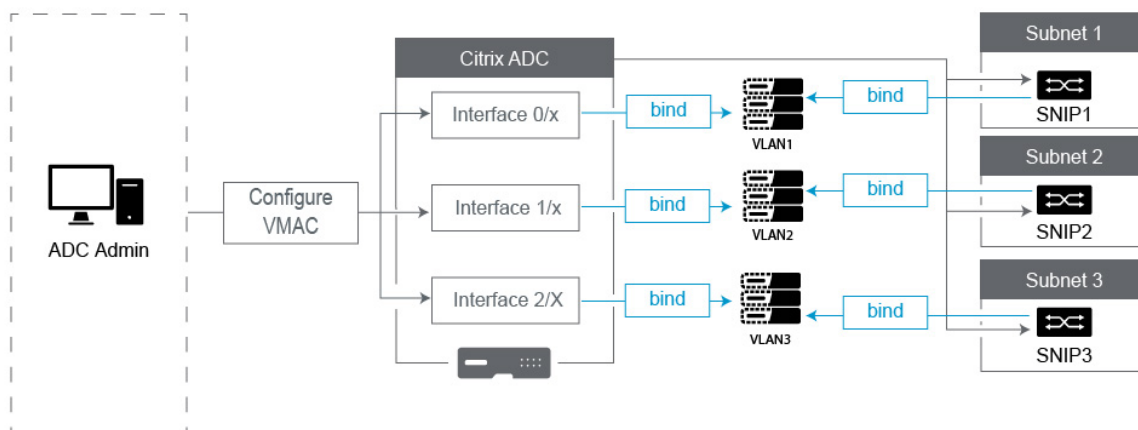 ADC Admin
Configure
VMAC
Citrix ADC
Interface 0/x
Interface 1/x
Interface 2/X
bind
bind
bind
VLAN1
VLAN2
VLAN3
bind
bind
bind
Subnet 1
SNIP1
Subnet 2
SNIP2
Subnet 3
SNIP3